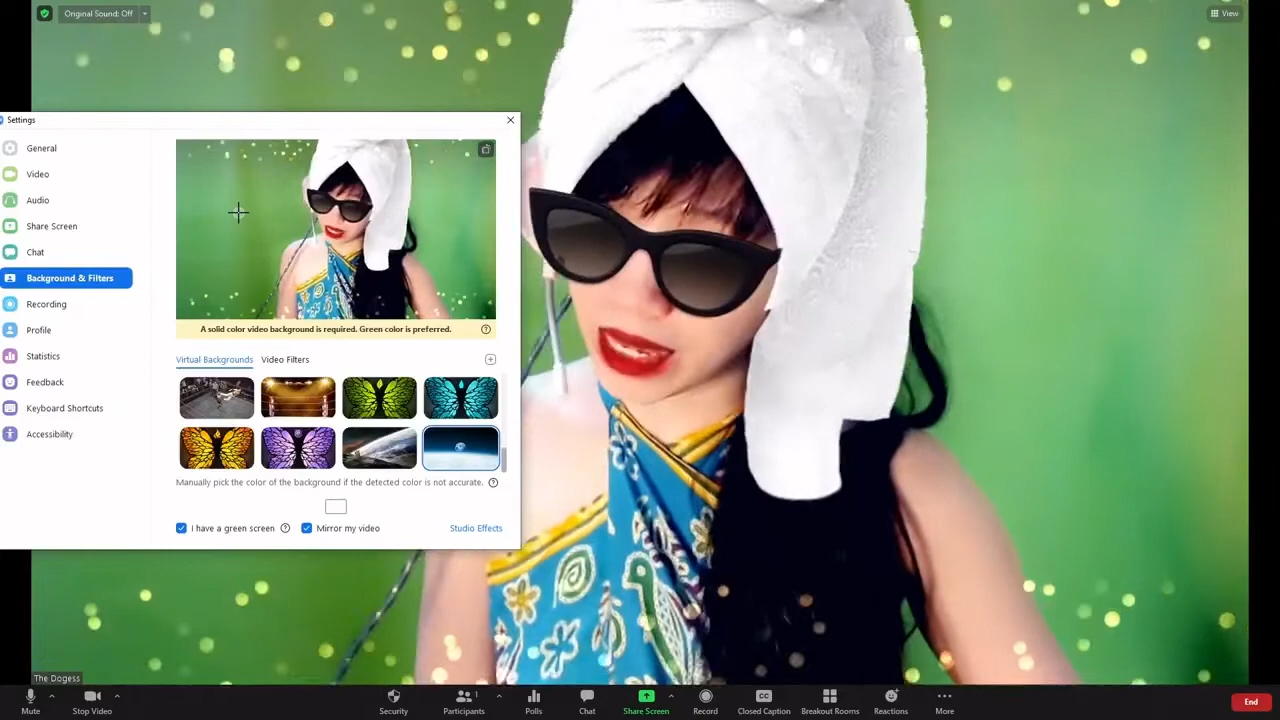 Original Sound: Off
View
Settings
General
Video
Audio
Share Screen
Chat
Background & Filters
Recording
Profile
Statistics
Feedback
Keyboard Shortcuts
Accessibility
A solid color video background is required. Green color is preferred.
Virtual Backgrounds
Video Filters
Manually pick the color of the background if the detected color is not accurate.
I have a green screen
Mirror my video
Studio Effects
The Dogess
Mute
Stop Video
Security
Participants
1
Polls
Chat
Share Screen
Record
CC
Closed Caption
Breakout Rooms
Reactions
More
End